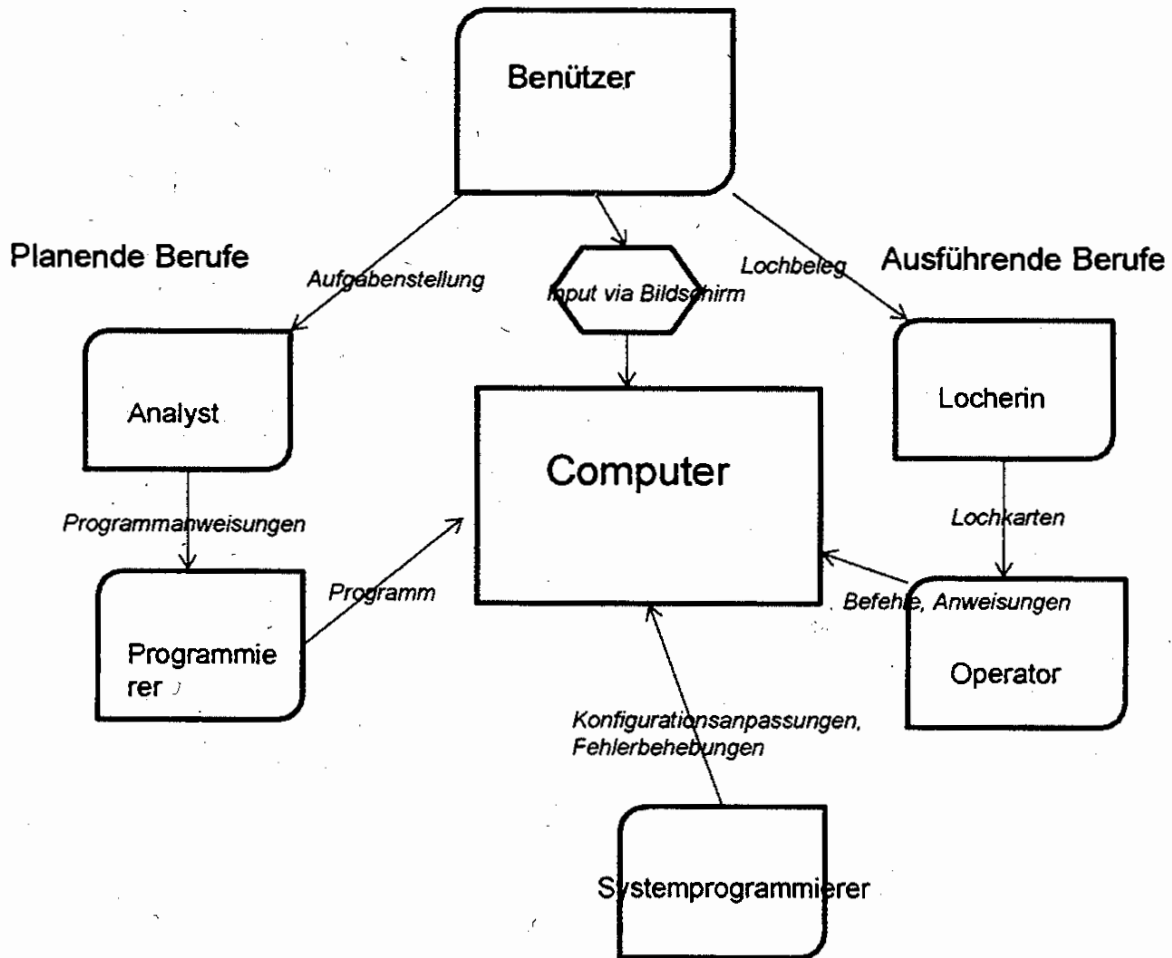 Benützer
Planende Berufe
Ausführende Berufe
Aufgabenstellung
Input via Bildschirm
Lochbeleg
Analyst
Computer
Locherin
Programmanweisungen
Lochkarten
Programm
Befehle, Anweisungen
Programmie
rer
Operator
Konfigurationsanpassungen,
Fehlerbehebungen
Systemprogrammierer